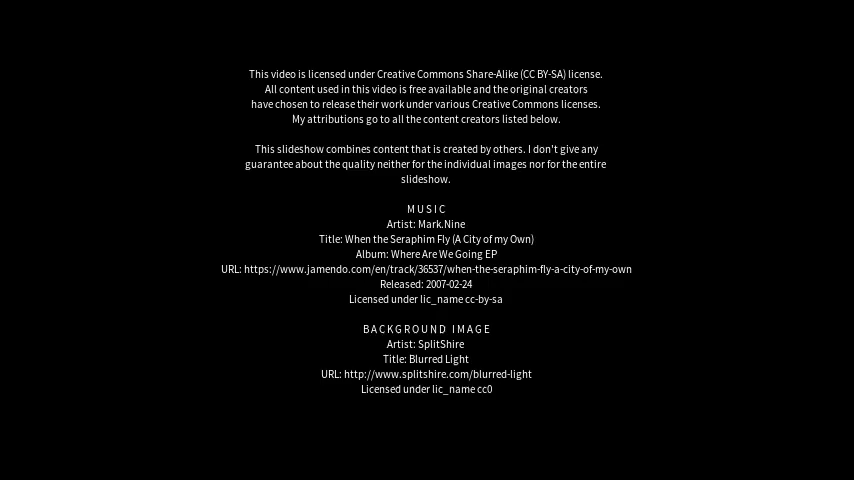 This video is licensed under Creative Commons Share-Alike (CC BY-SA) license.
All content used in this video is free available and the original creators
have chosen to release their work under various Creative Commons licenses.
My attributions go to all the content creators listed below.
This slideshow combines content that is created by others. I don't give any
guarantee about the quality neither for the individual images nor for the entire
slideshow.
MUSIC
Artist: Mark.Nine
Title: When the Seraphim Fly (A City of my Own)
Album: Where Are We Going EP
URL: https://www.jamendo.com/en/track/36537/when-the-seraphim-fly-a-city-of-my-own
Released: 2007-02-24
Licensed under lic_name cc-by-sa
BACKGROUND IMAGE
Artist: SplitShire
Title: Blurred Light
URL: http://www.splitshire.com/blurred-light
Licensed under lic_name cc0